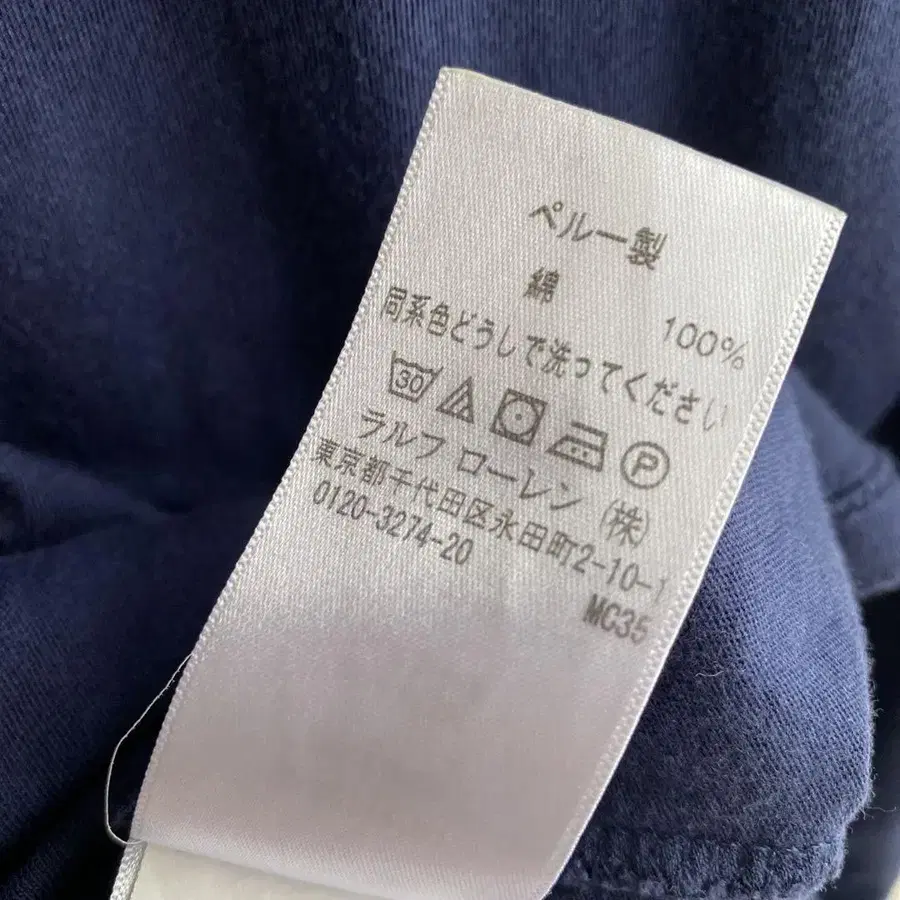 ペルー製
綿 100%
同系色どうしで洗ってください
30 P
ラルフ ローレン (株)
東京都千代田区永田町2-10-1
0120-3274-20
MC35